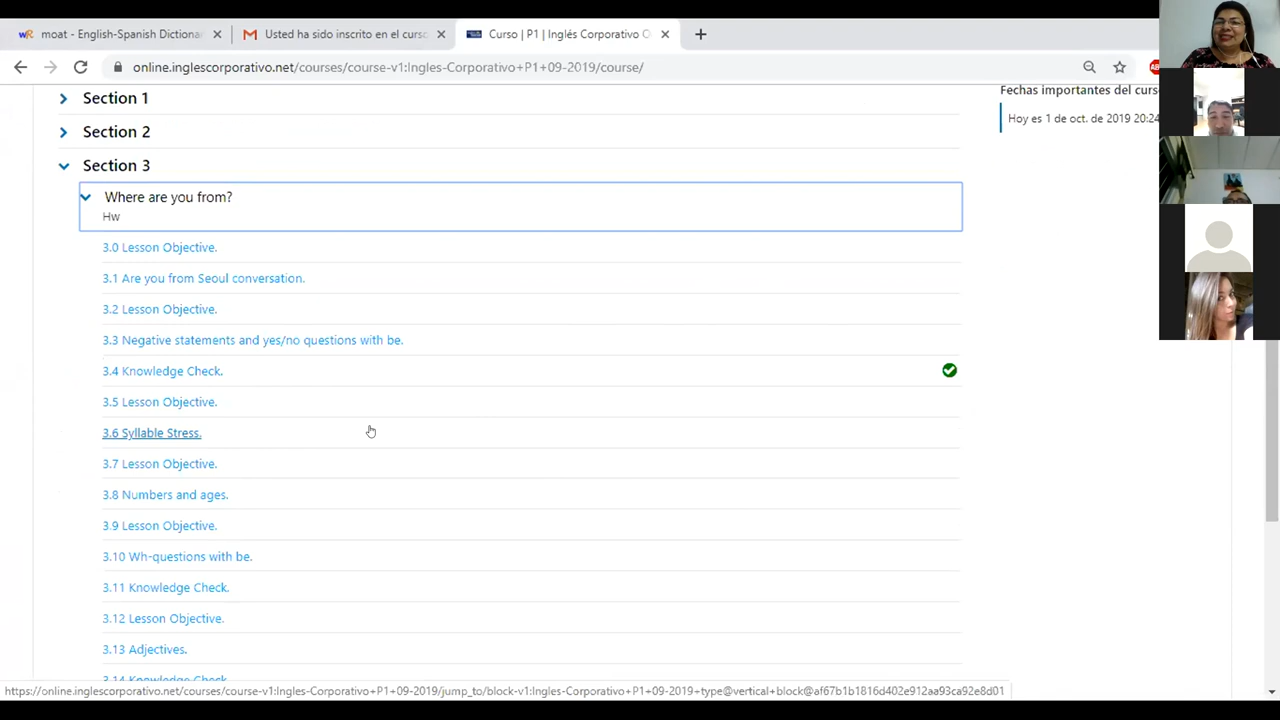 moat - English-Spanish Dictionar
Usted ha sido inscrito en el curso
Curso | P1 | Inglés Corporativo O
online.inglescorporativo.net/courses/course-v1:Ingles-Corporativo+P1+09-2019/course/
Section 1
Fechas importantes del curs
Section 2
Hoy es 1 de oct. de 2019 20:24
Section 3
Where are you from?
Hw
3.0 Lesson Objective.
3.1 Are you from Seoul conversation.
3.2 Lesson Objective.
3.3 Negative statements and yes/no questions with be.
3.4 Knowledge Check.
3.5 Lesson Objective.
3.6 Syllable Stress.
3.7 Lesson Objective.
3.8 Numbers and ages.
3.9 Lesson Objective.
3.10 Wh-questions with be.
3.11 Knowledge Check.
3.12 Lesson Objective.
3.13 Adjectives.
3.14 Knowledge Check.
https://online.inglescorporativo.net/courses/course-v1:Ingles-Corporativo+P1+09-2019/jump_to/block-v1:Ingles-Corporativo+P1+09-2019+type@vertical+block@af67b1b1816d402e912aa93ca92e8d01